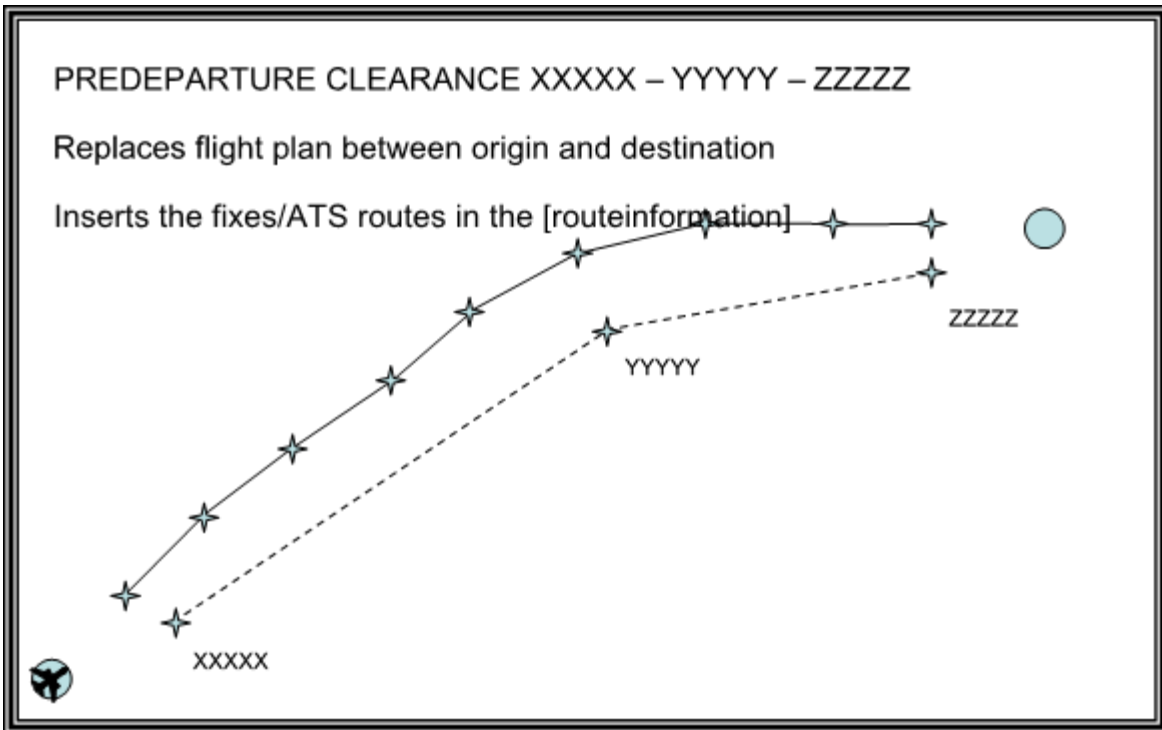 PREDEPARTURE CLEARANCE XXXXX – YYYYY – ZZZZZ
Replaces flight plan between origin and destination
Inserts the fixes/ATS routes in the [routeinformation]
ZZZZZ
YYYYY
XXXXX